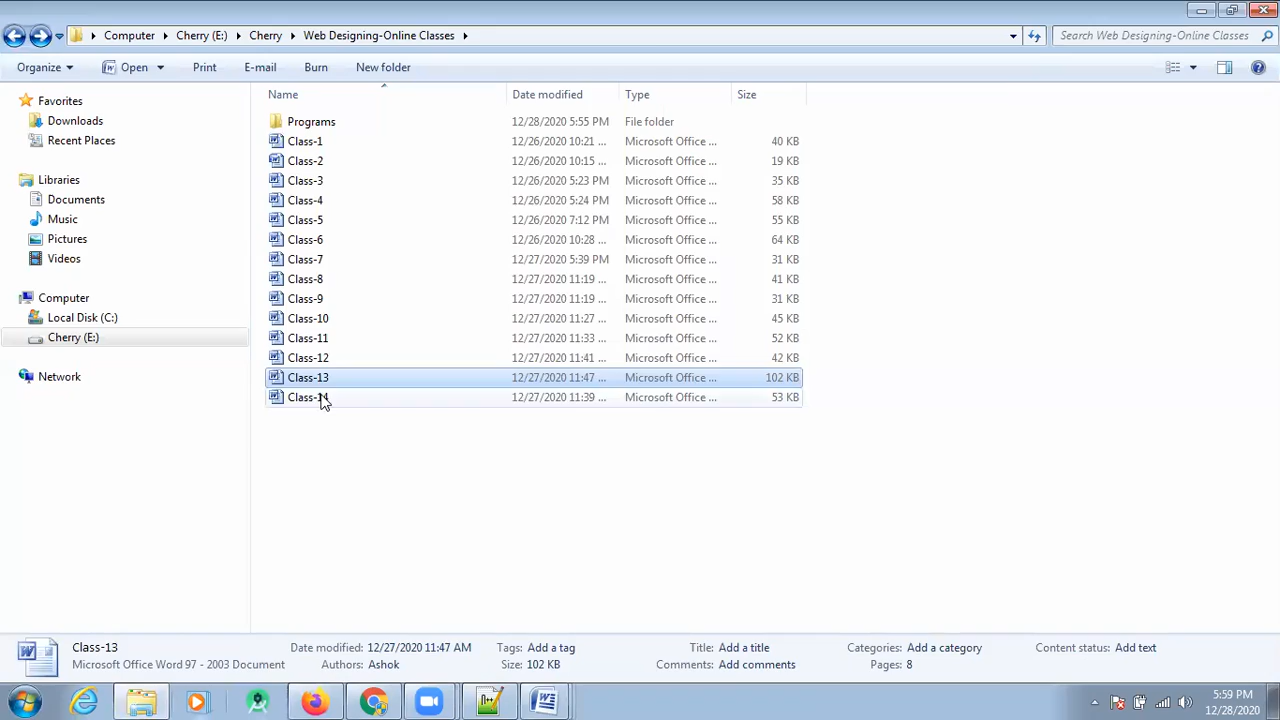 Computer Cherry (E:) Cherry Web Designing-Online Classes Search Web Designing-Online Classes
Organize Open Print E-mail Burn New folder
Name Date modified Type Size
Favorites
Downloads
Recent Places
Libraries
Documents
Music
Pictures
Videos
Computer
Local Disk (C:)
Cherry (E:)
Network
Programs 12/28/2020 5:55 PM File folder
Class-1 12/26/2020 10:21 ... Microsoft Office ... 40 KB
Class-2 12/26/2020 10:15 ... Microsoft Office ... 19 KB
Class-3 12/26/2020 5:23 PM Microsoft Office ... 35 KB
Class-4 12/26/2020 5:24 PM Microsoft Office ... 58 KB
Class-5 12/26/2020 7:12 PM Microsoft Office ... 55 KB
Class-6 12/26/2020 10:28 ... Microsoft Office ... 64 KB
Class-7 12/27/2020 5:39 PM Microsoft Office ... 31 KB
Class-8 12/27/2020 11:19 ... Microsoft Office ... 41 KB
Class-9 12/27/2020 11:19 ... Microsoft Office ... 31 KB
Class-10 12/27/2020 11:27 ... Microsoft Office ... 45 KB
Class-11 12/27/2020 11:33 ... Microsoft Office ... 52 KB
Class-12 12/27/2020 11:41 ... Microsoft Office ... 42 KB
Class-13 12/27/2020 11:47 ... Microsoft Office ... 102 KB
Class-14 12/27/2020 11:39 ... Microsoft Office ... 53 KB
Class-13 Date modified: 12/27/2020 11:47 AM Tags: Add a tag Title: Add a title Categories: Add a category Content status: Add text
Microsoft Office Word 97 - 2003 Document Authors: Ashok Size: 102 KB Comments: Add comments Pages: 8
5:59 PM
12/28/2020